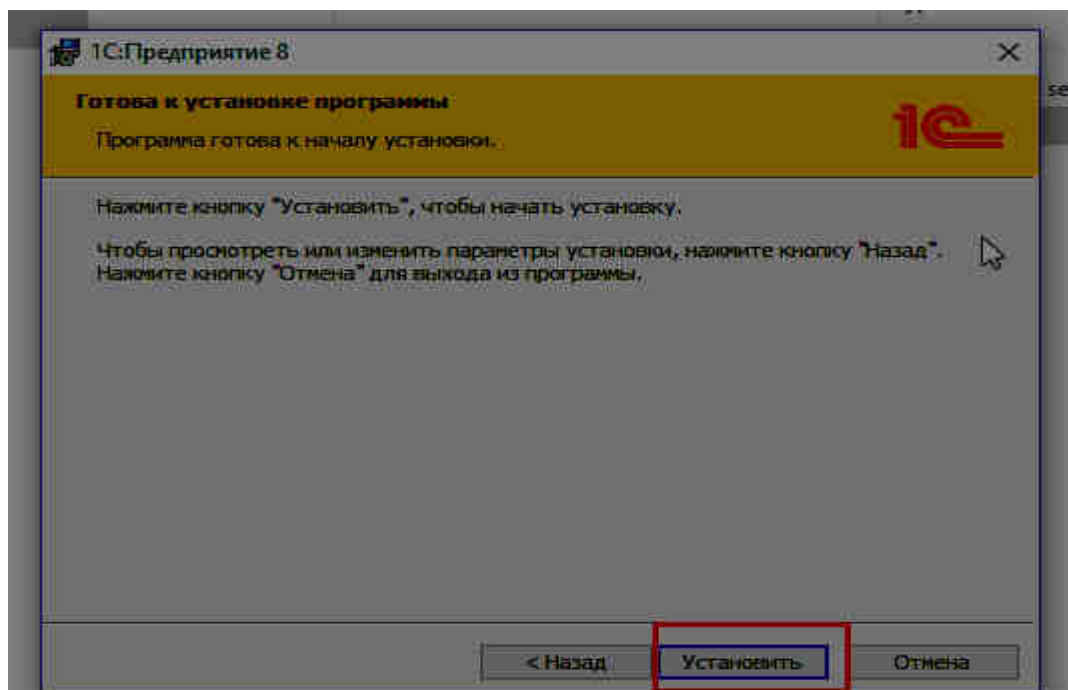 1С:Предприятие 8
Готова к установке программы
Программа готова к началу установки.
1С
Нажмите кнопку "Установить", чтобы начать установку.
Чтобы просмотреть или изменить параметры установки, нажмите кнопку "Назад".
Нажмите кнопку "Отмена" для выхода из программы.
< Назад
Установить
Отмена
se